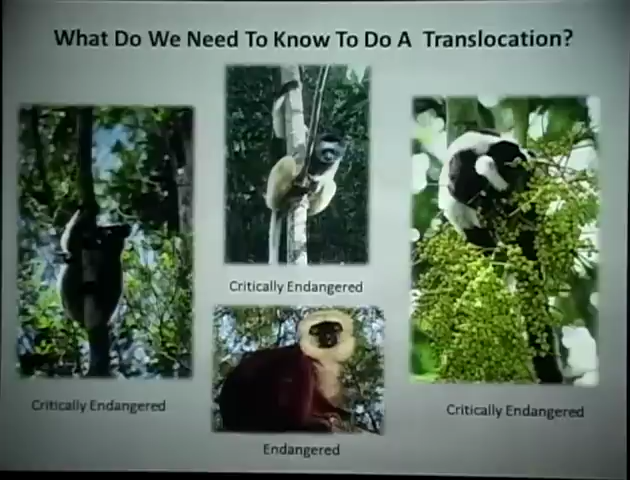 What Do We Need To Know To Do A Translocation?
Critically Endangered
Critically Endangered
Critically Endangered
Endangered